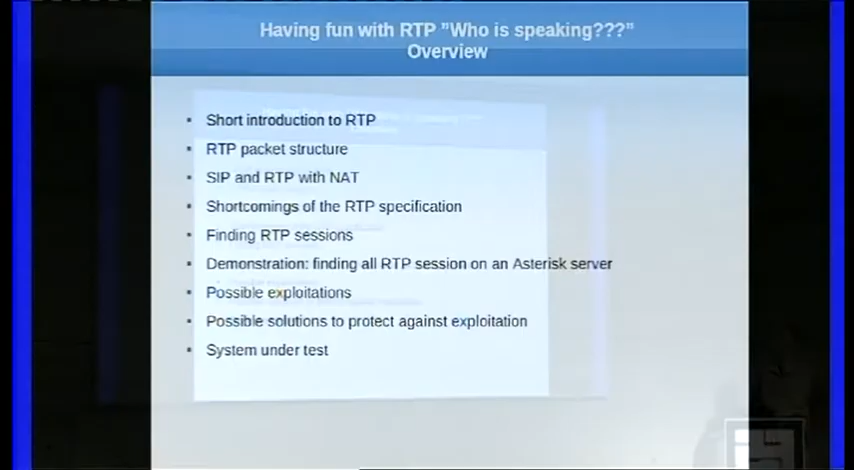 Having fun with RTP "Who is speaking???"
Overview
Short introduction to RTP
RTP packet structure
SIP and RTP with NAT
Shortcomings of the RTP specification
Finding RTP sessions
Demonstration: finding all RTP session on an Asterisk server
Possible exploitations
Possible solutions to protect against exploitation
System under test